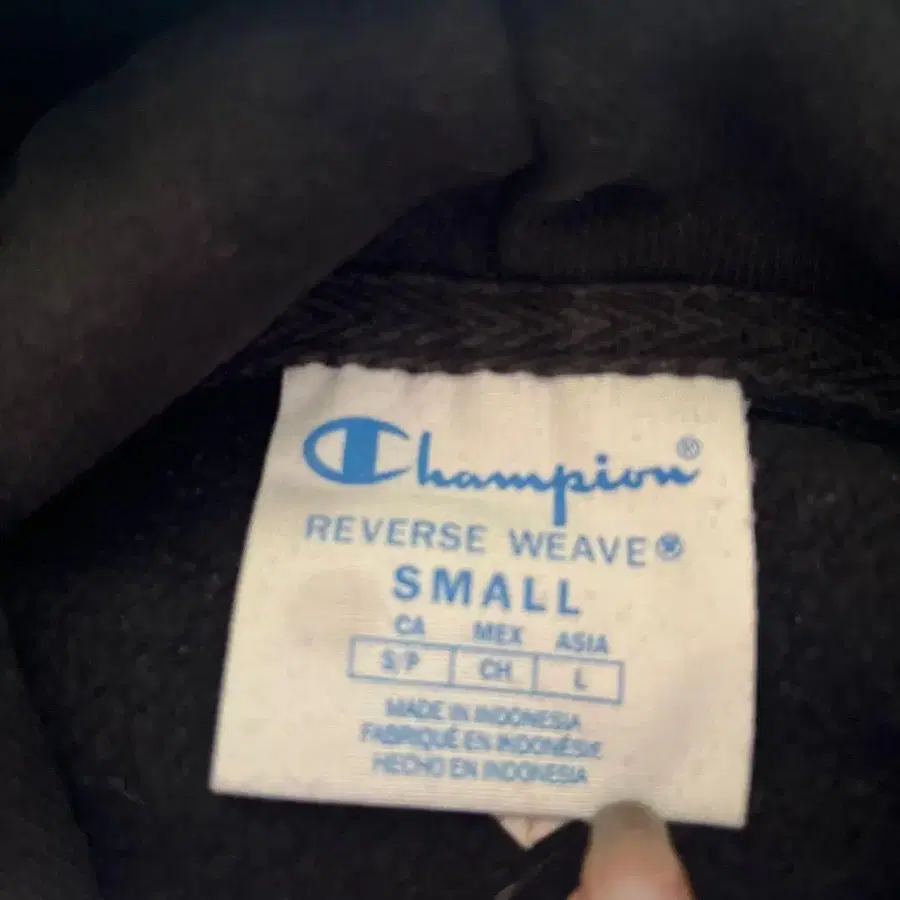 Champion®
REVERSE WEAVE®
SMALL
CA MEX ASIA
S/P CH L
MADE IN INDONESIA
FABRIQUÉ EN INDONÉSIE
HECHO EN INDONESIA